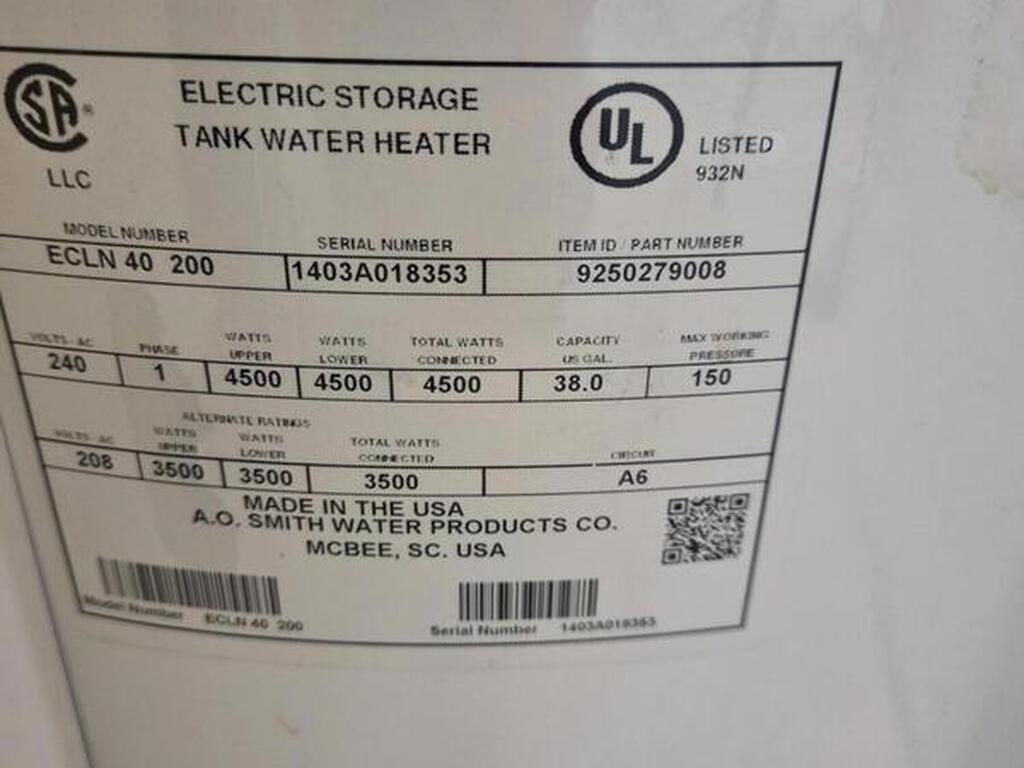 SA ®
LLC
ELECTRIC STORAGE
TANK WATER HEATER
UL LISTED
932N
MODEL NUMBER SERIAL NUMBER ITEM ID / PART NUMBER
ECLN 40 200 1403A018353 9250279008
VOLTS - AC PHASE WATTS UPPER WATTS LOWER TOTAL WATTS CONNECTED CAPACITY US GAL. MAX WORKING PRESSURE
240 1 4500 4500 4500 38.0 150
ALTERNATE RATINGS
VOLTS - AC WATTS UPPER WATTS LOWER TOTAL WATTS CONNECTED CIRCUIT
208 3500 3500 3500 A6
MADE IN THE USA
A.O. SMITH WATER PRODUCTS CO.
MCBEE, SC. USA
Model Number ECLN 40 200
Serial Number 1403A018353